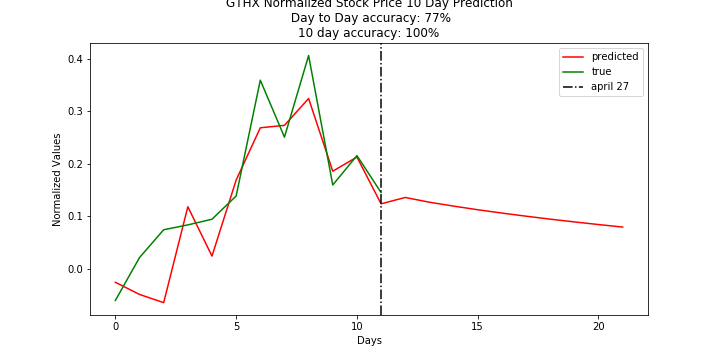 GTHX Normalized Stock Price 10 Day Prediction
Day to Day accuracy: 77%
10 day accuracy: 100%
predicted
true
april 27
0.4
0.3
0.2
0.1
0.0
Normalized Values
0 5 10 15 20
Days